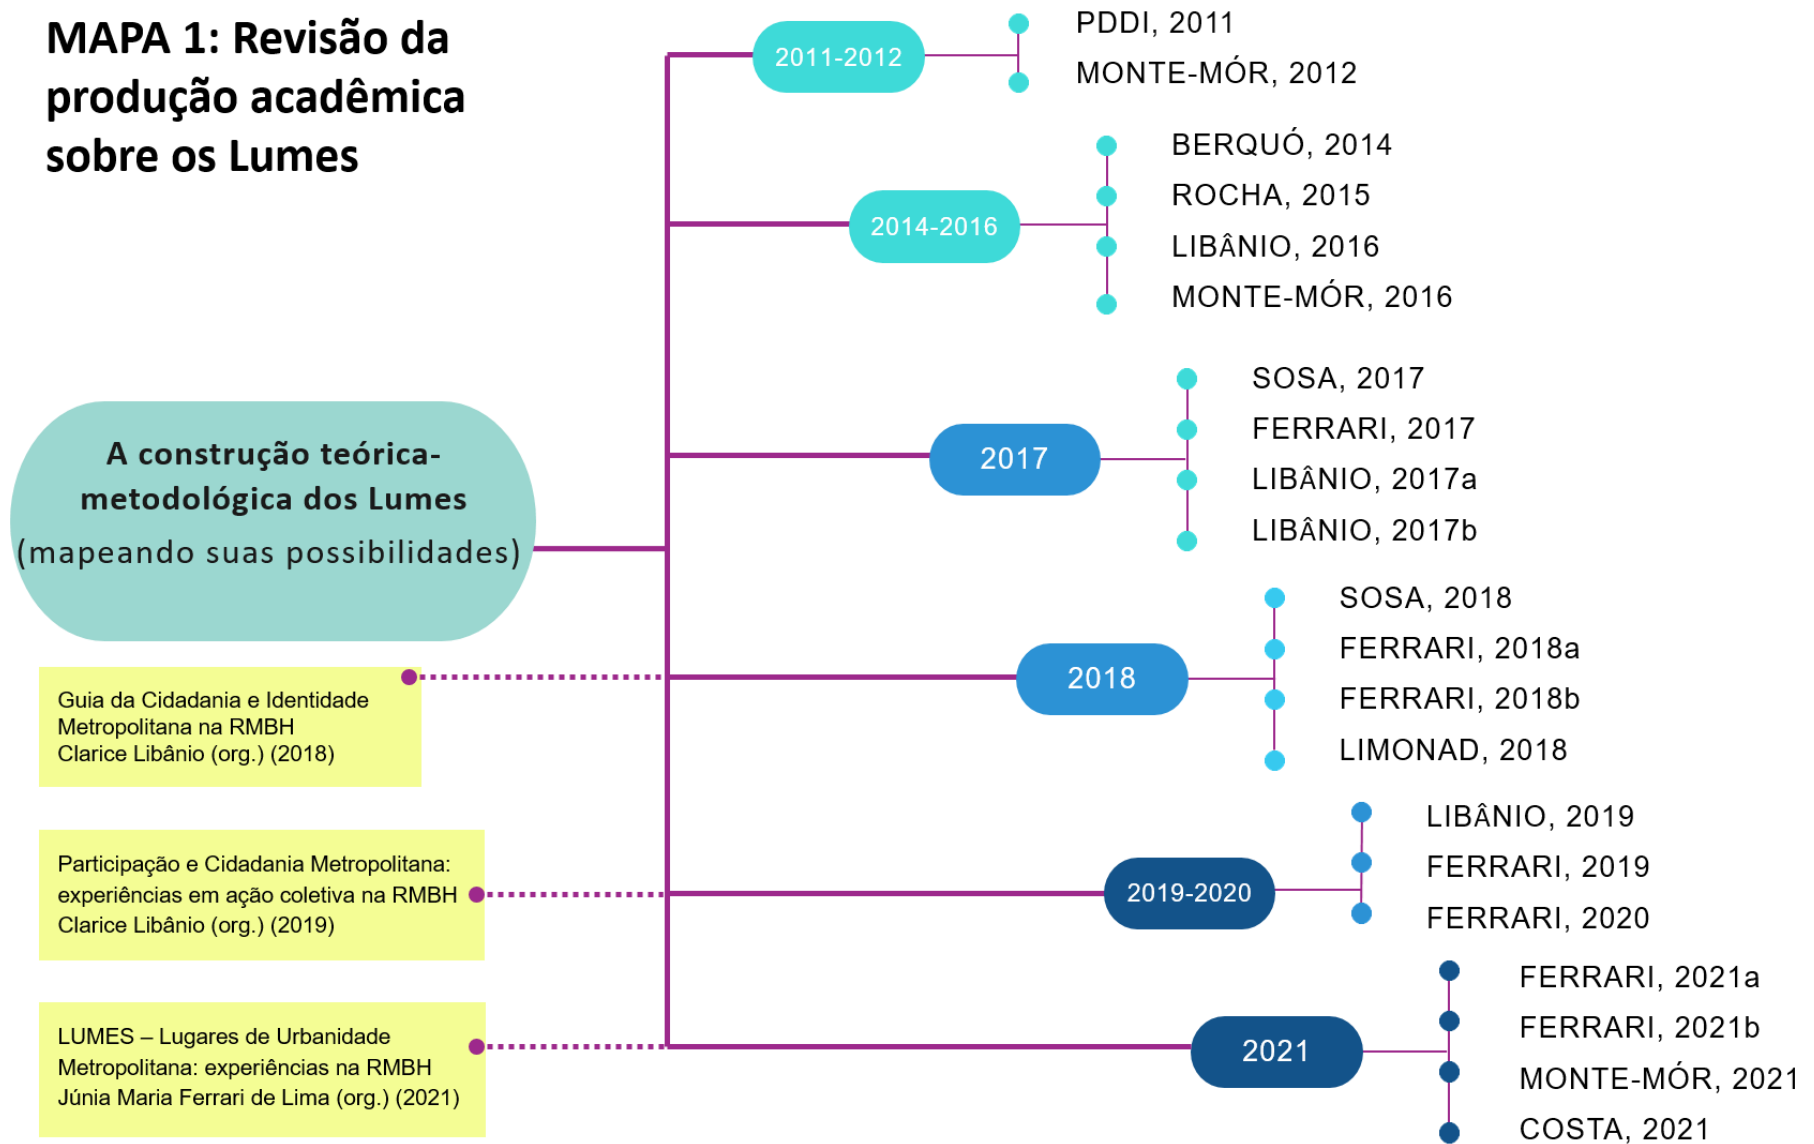 MAPA 1: Revisão da
produção acadêmica
sobre os Lumes
A construção teórica-
metodológica dos Lumes
(mapeando suas possibilidades)
Guia da Cidadania e Identidade
Metropolitana na RMBH
Clarice Libânio (org.) (2018)
Participação e Cidadania Metropolitana:
experiências em ação coletiva na RMBH
Clarice Libânio (org.) (2019)
LUMES – Lugares de Urbanidade
Metropolitana: experiências na RMBH
Júnia Maria Ferrari de Lima (org.) (2021)
2011-2012
PDDI, 2011
MONTE-MÓR, 2012
2014-2016
BERQUÓ, 2014
ROCHA, 2015
LIBÂNIO, 2016
MONTE-MÓR, 2016
2017
SOSA, 2017
FERRARI, 2017
LIBÂNIO, 2017a
LIBÂNIO, 2017b
2018
SOSA, 2018
FERRARI, 2018a
FERRARI, 2018b
LIMONAD, 2018
2019-2020
LIBÂNIO, 2019
FERRARI, 2019
FERRARI, 2020
2021
FERRARI, 2021a
FERRARI, 2021b
MONTE-MÓR, 2021
COSTA, 2021